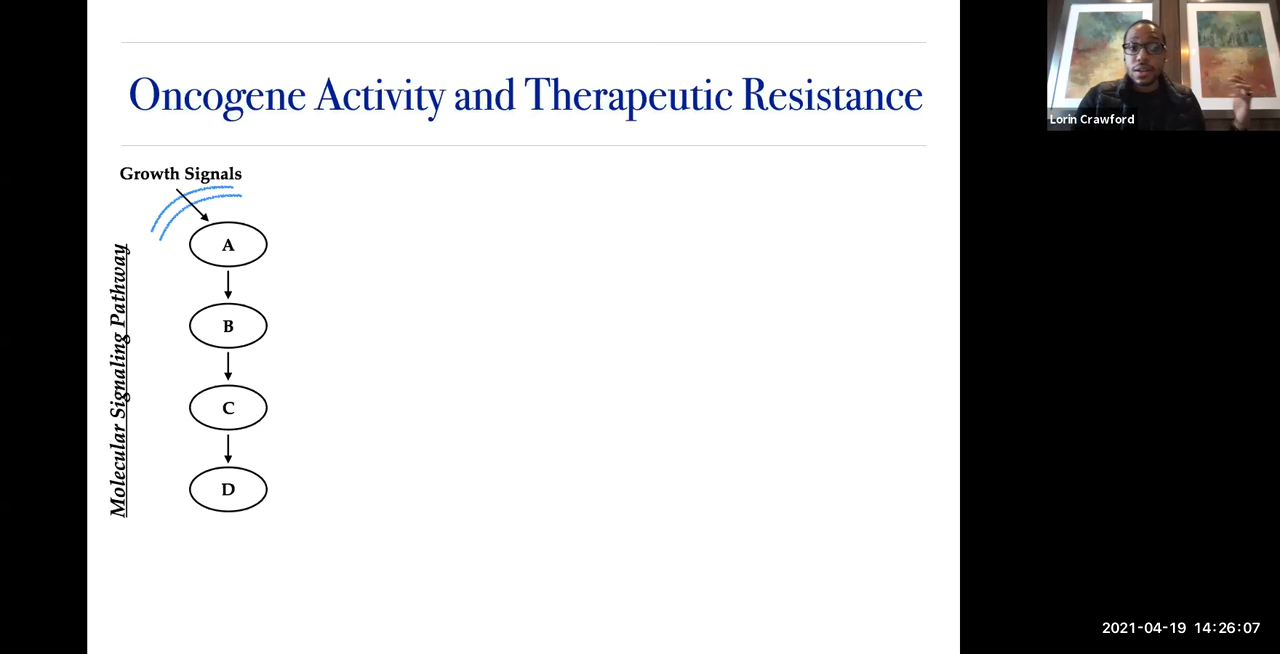 Oncogene Activity and Therapeutic Resistance
Growth Signals
Molecular Signaling Pathway
A
B
C
D
Lorin Crawford
2021-04-19 14:26:07